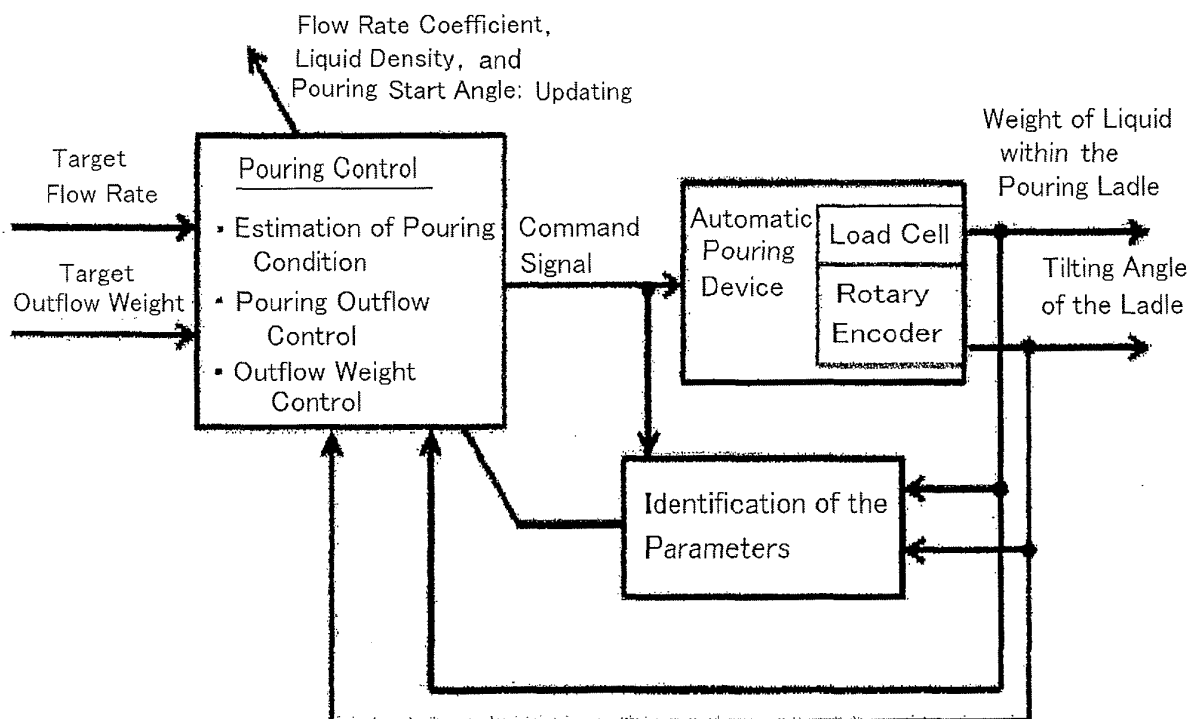 Flow Rate Coefficient,
Liquid Density, and
Pouring Start Angle: Updating
Target
Flow Rate
Target
Outflow Weight
Pouring Control
・Estimation of Pouring
Condition
・Pouring Outflow
Control
・Outflow Weight
Control
Command
Signal
Automatic
Pouring
Device
Load Cell
Rotary
Encoder
Weight of Liquid
within the
Pouring Ladle
Tilting Angle
of the Ladle
Identification of the
Parameters